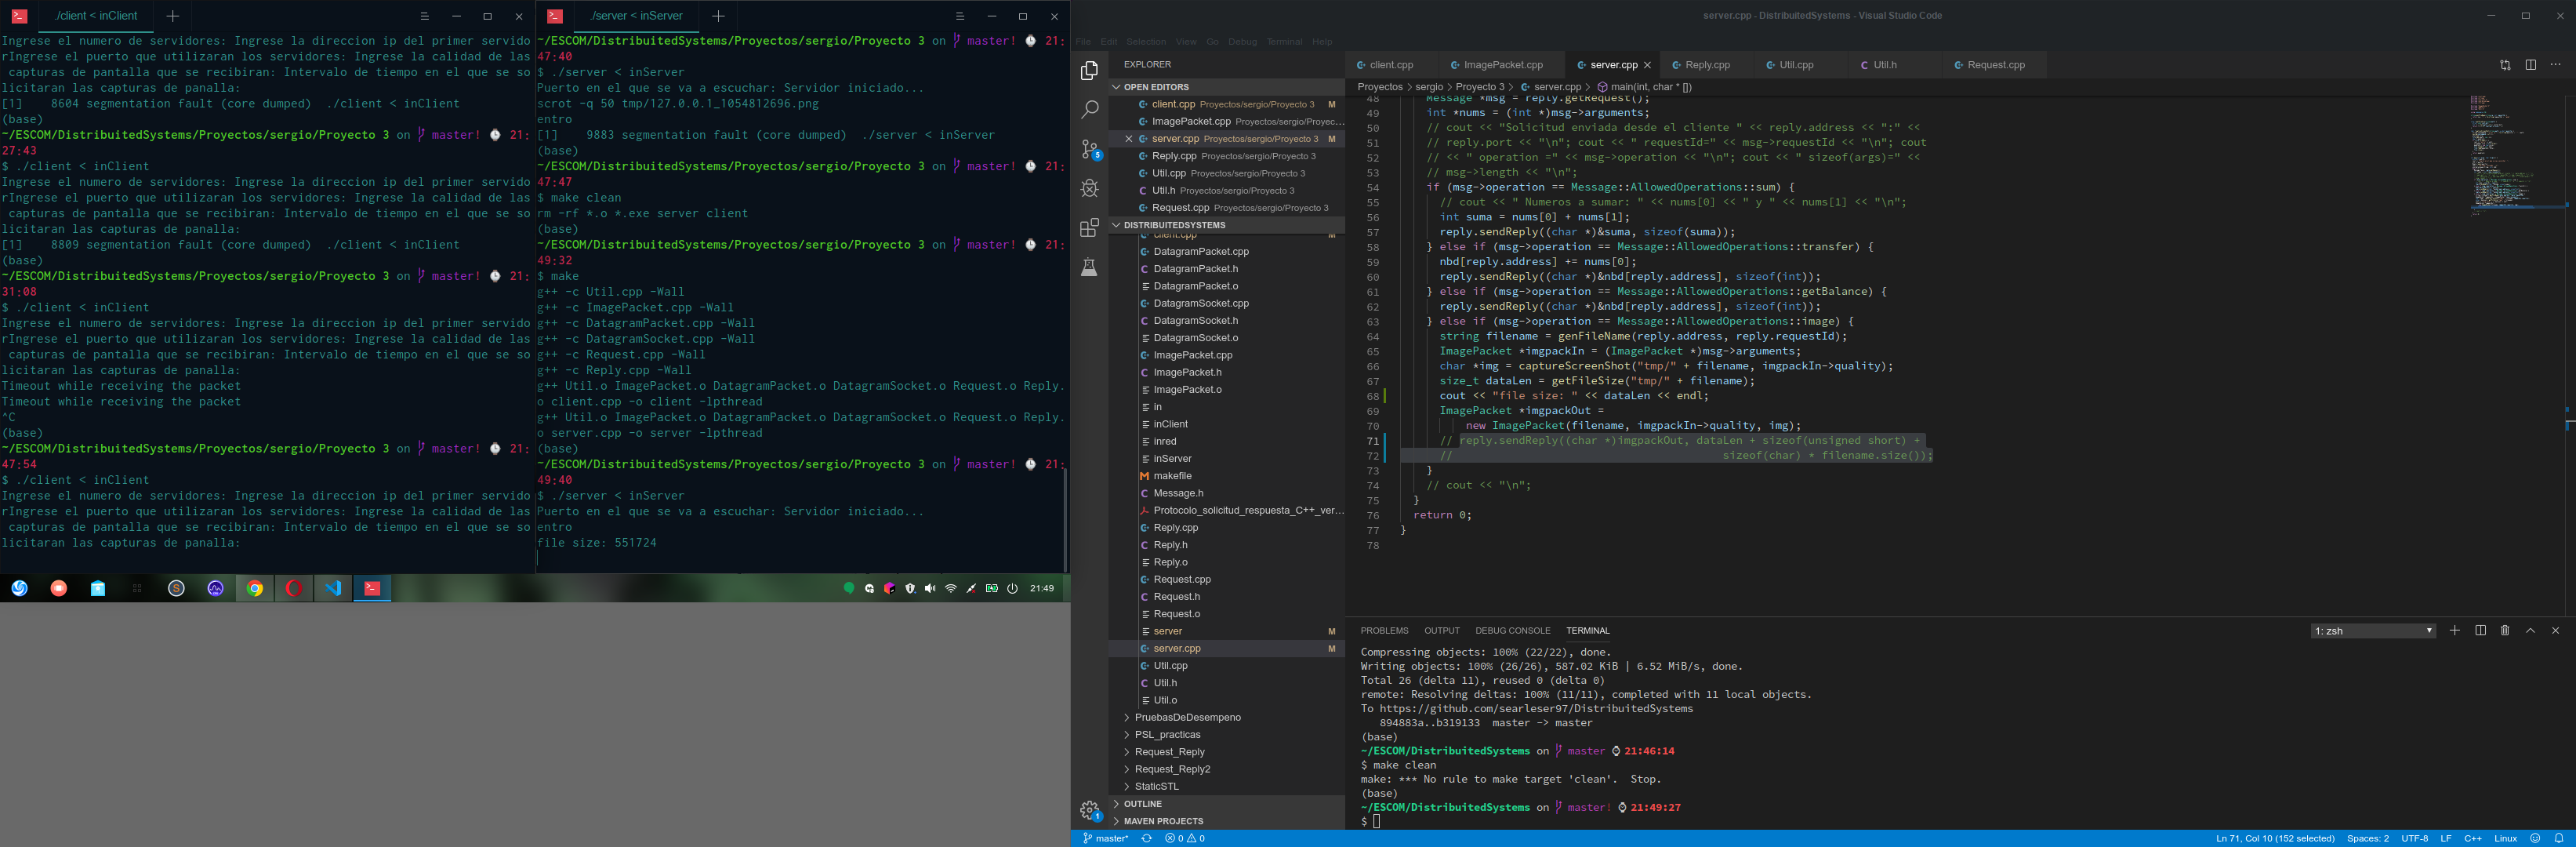 ./client < inClient
Ingrese el numero de servidores: Ingrese la direccion ip del primer servido
rIngrese el puerto que utilizaran los servidores: Ingrese la calidad de las
 capturas de pantalla que se recibiran: Intervalo de tiempo en el que se so
licitaran las capturas de panalla:
[1]    8604 segmentation fault (core dumped)  ./client < inClient
(base)
~/ESCOM/DistribuitedSystems/Proyectos/sergio/Proyecto 3 on master! 21:
27:43
$ ./client < inClient
Ingrese el numero de servidores: Ingrese la direccion ip del primer servido
rIngrese el puerto que utilizaran los servidores: Ingrese la calidad de las
 capturas de pantalla que se recibiran: Intervalo de tiempo en el que se so
licitaran las capturas de panalla:
[1]    8809 segmentation fault (core dumped)  ./client < inClient
(base)
~/ESCOM/DistribuitedSystems/Proyectos/sergio/Proyecto 3 on master! 21:
31:08
$ ./client < inClient
Ingrese el numero de servidores: Ingrese la direccion ip del primer servido
rIngrese el puerto que utilizaran los servidores: Ingrese la calidad de las
 capturas de pantalla que se recibiran: Intervalo de tiempo en el que se so
licitaran las capturas de panalla:
Timeout while receiving the packet
Timeout while receiving the packet
^C
(base)
~/ESCOM/DistribuitedSystems/Proyectos/sergio/Proyecto 3 on master! 21:
47:54
$ ./client < inClient
Ingrese el numero de servidores: Ingrese la direccion ip del primer servido
rIngrese el puerto que utilizaran los servidores: Ingrese la calidad de las
 capturas de pantalla que se recibiran: Intervalo de tiempo en el que se so
licitaran las capturas de panalla:
./server < inServer
~/ESCOM/DistribuitedSystems/Proyectos/sergio/Proyecto 3 on master! 21:
47:40
$ ./server < inServer
Puerto en el que se va a escuchar: Servidor iniciado...
scrot -q 50 tmp/127.0.0.1_1054812696.png
entro
[1]    9883 segmentation fault (core dumped)  ./server < inServer
(base)
~/ESCOM/DistribuitedSystems/Proyectos/sergio/Proyecto 3 on master! 21:
47:47
$ make clean
rm -rf *.o *.exe server client
(base)
~/ESCOM/DistribuitedSystems/Proyectos/sergio/Proyecto 3 on master! 21:
49:32
$ make
g++ -c Util.cpp -Wall
g++ -c ImagePacket.cpp -Wall
g++ -c DatagramPacket.cpp -Wall
g++ -c DatagramSocket.cpp -Wall
g++ -c Request.cpp -Wall
g++ -c Reply.cpp -Wall
g++ Util.o ImagePacket.o DatagramPacket.o DatagramSocket.o Request.o Reply.
o client.cpp -o client -lpthread
g++ Util.o ImagePacket.o DatagramPacket.o DatagramSocket.o Request.o Reply.
o server.cpp -o server -lpthread
(base)
~/ESCOM/DistribuitedSystems/Proyectos/sergio/Proyecto 3 on master! 21:
49:40
$ ./server < inServer
Puerto en el que se va a escuchar: Servidor iniciado...
entro
file size: 551724
21:49
server.cpp - DistribuitedSystems - Visual Studio Code
File Edit Selection View Go Debug Terminal Help
EXPLORER
OPEN EDITORS
client.cpp Proyectos/sergio/Proyecto 3 M
ImagePacket.cpp Proyectos/sergio/Proyec...
server.cpp Proyectos/sergio/Proyecto 3 M
Reply.cpp Proyectos/sergio/Proyecto 3
Util.cpp Proyectos/sergio/Proyecto 3
Util.h Proyectos/sergio/Proyecto 3
Request.cpp Proyectos/sergio/Proyecto 3
DISTRIBUITEDSYSTEMS
client.cpp M
DatagramPacket.cpp
DatagramPacket.h
DatagramPacket.o
DatagramSocket.cpp
DatagramSocket.h
DatagramSocket.o
ImagePacket.cpp
ImagePacket.h
ImagePacket.o
in
inClient
inred
inServer
makefile
Message.h
Protocolo_solicitud_respuesta_C++_ver...
Reply.cpp
Reply.h
Reply.o
Request.cpp
Request.h
Request.o
server M
server.cpp M
Util.cpp
Util.h
Util.o
PruebasDeDesempeno
PSL_practicas
Request_Reply
Request_Reply2
StaticSTL
OUTLINE
MAVEN PROJECTS
client.cpp ImagePacket.cpp server.cpp Reply.cpp Util.cpp Util.h Request.cpp
Proyectos > sergio > Proyecto 3 > server.cpp > main(int, char * [])
48 Message *msg = reply.getRequest();
49 int *nums = (int *)msg->arguments;
50 // cout << "Solicitud enviada desde el cliente " << reply.address << ":" <<
51 // reply.port << "\n"; cout << " requestId=" << msg->requestId << "\n"; cout
52 // << " operation =" << msg->operation << "\n"; cout << " sizeof(args)=" <<
53 // msg->length << "\n";
54 if (msg->operation == Message::AllowedOperations::sum) {
55 // cout << " Numeros a sumar: " << nums[0] << " y " << nums[1] << "\n";
56 int suma = nums[0] + nums[1];
57 reply.sendReply((char *)&suma, sizeof(suma));
58 } else if (msg->operation == Message::AllowedOperations::transfer) {
59 nbd[reply.address] += nums[0];
60 reply.sendReply((char *)&nbd[reply.address], sizeof(int));
61 } else if (msg->operation == Message::AllowedOperations::getBalance) {
62 reply.sendReply((char *)&nbd[reply.address], sizeof(int));
63 } else if (msg->operation == Message::AllowedOperations::image) {
64 string filename = genFileName(reply.address, reply.requestId);
65 ImagePacket *imgpackIn = (ImagePacket *)msg->arguments;
66 char *img = captureScreenShot("tmp/" + filename, imgpackIn->quality);
67 size_t dataLen = getFileSize("tmp/" + filename);
68 cout << "file size: " << dataLen << endl;
69 ImagePacket *imgpackOut =
70 new ImagePacket(filename, imgpackIn->quality, img);
71 // reply.sendReply((char *)imgpackOut, dataLen + sizeof(unsigned short) +
72 // sizeof(char) * filename.size());
73 }
74 // cout << "\n";
75 }
76 return 0;
77 }
78
PROBLEMS OUTPUT DEBUG CONSOLE TERMINAL 1: zsh
Compressing objects: 100% (22/22), done.
Writing objects: 100% (26/26), 587.02 KiB | 6.52 MiB/s, done.
Total 26 (delta 11), reused 0 (delta 0)
remote: Resolving deltas: 100% (11/11), completed with 11 local objects.
To https://github.com/searleser97/DistribuitedSystems
   894883a..b319133  master -> master
(base)
~/ESCOM/DistribuitedSystems on master 21:46:14
$ make clean
make: *** No rule to make target 'clean'.  Stop.
(base)
~/ESCOM/DistribuitedSystems on master! 21:49:27
$
master* 0 0 Ln 71, Col 10 (152 selected) Spaces: 2 UTF-8 LF C++ Linux